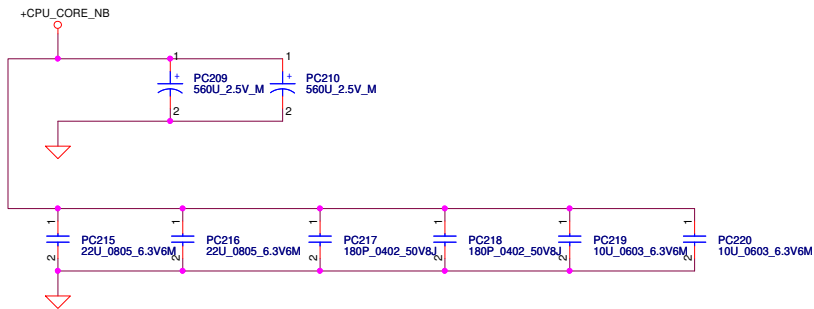 +CPU_CORE_NB
1
1
PC209
560U_2.5V_M
PC210
560U_2.5V_M
2
2
1
1
1
1
1
1
PC215
22U_0805_6.3V6M
PC216
22U_0805_6.3V6M
PC217
180P_0402_50V8J
PC218
180P_0402_50V8J
PC219
10U_0603_6.3V6M
PC220
10U_0603_6.3V6M
2
2
2
2
2
2